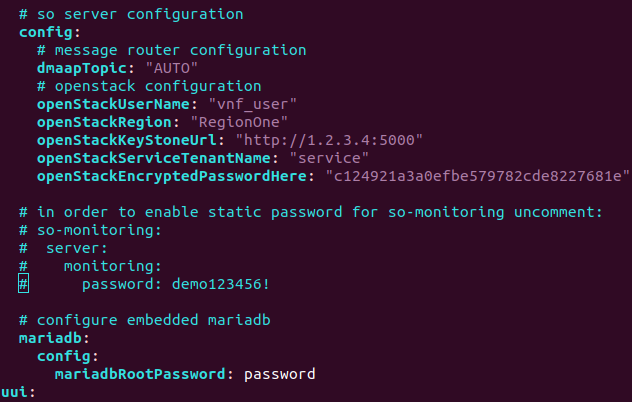 # so server configuration
config:
# message router configuration
dmaapTopic: "AUTO"
# openstack configuration
openStackUserName: "vnf_user"
openStackRegion: "RegionOne"
openStackKeyStoneUrl: "http://1.2.3.4:5000"
openStackServiceTenantName: "service"
openStackEncryptedPasswordHere: "c124921a3a0efbe579782cde8227681e"
# in order to enable static password for so-monitoring uncomment:
# so-monitoring:
#  server:
#    monitoring:
#      password: demo123456!
# configure embedded mariadb
mariadb:
config:
mariadbRootPassword: password
uui: